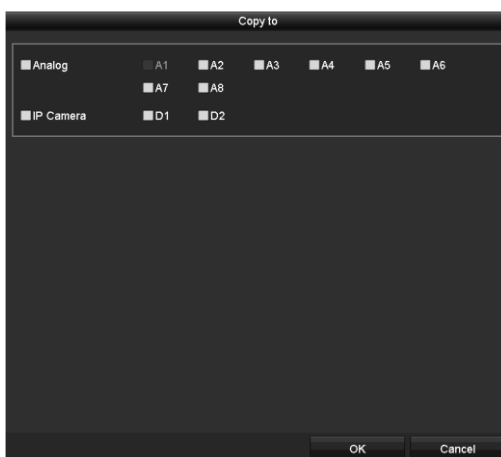 Copy to
Analog A1 A2 A3 A4 A5 A6
A7 A8
IP Camera D1 D2
OK Cancel